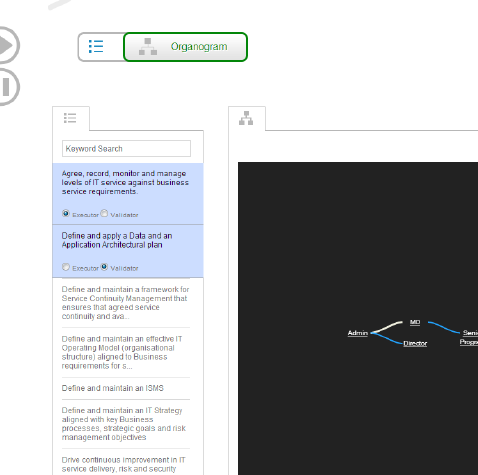 Organogram
Keyword Search
Agree, record, monitor and manage
levels of IT service against business
service requirements.
Executor Validator
Define and apply a Data and an
Application Architectural plan
Executor Validator
Define and maintain a framework for
Service Continuity Management that
ensures that agreed service
continuity and ava...
Define and maintain an effective IT
Operating Model (organisational
structure) aligned to Business
requirements for s...
Define and maintain an ISMS
Define and maintain an IT Strategy
aligned with key Business
processes, strategic goals and risk
management objectives
Drive continuous improvement in IT
service delivery, risk and security
MD
Admin
Director
Senio
Progra